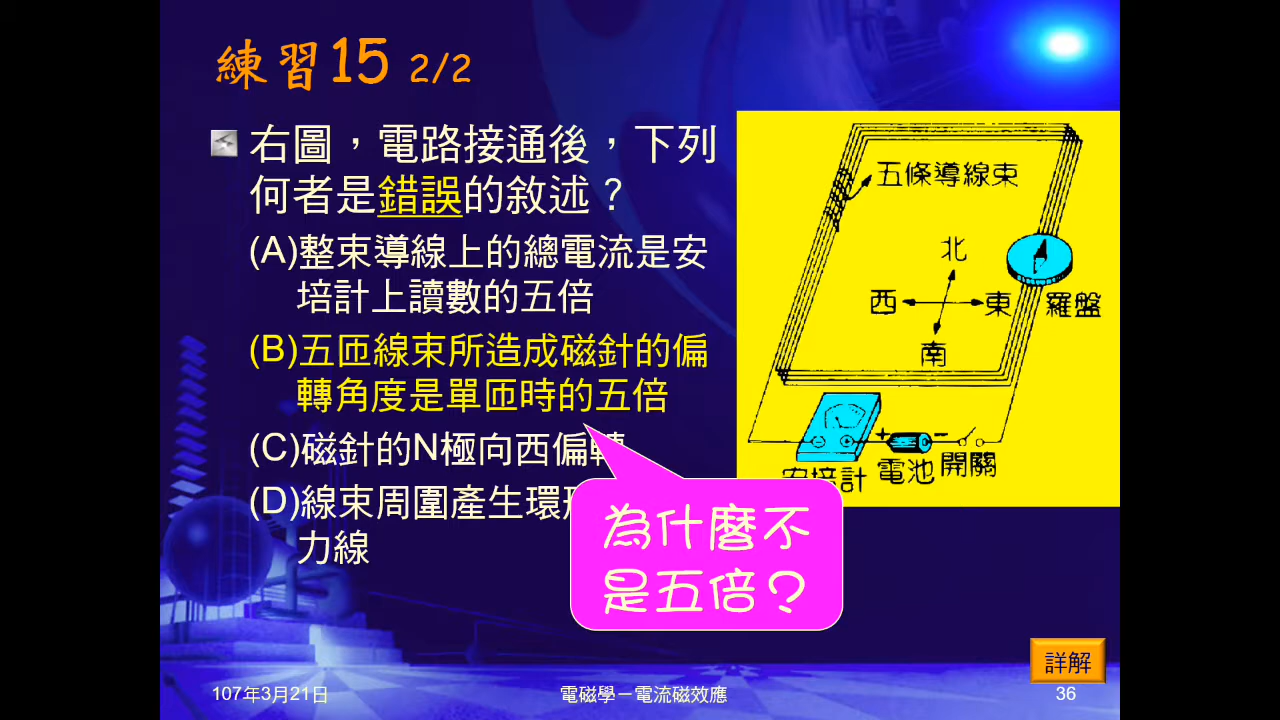 練習15 2/2
右圖，電路接通後，下列
何者是錯誤的敘述？
(A)整束導線上的總電流是安
培計上讀數的五倍
(B)五匝線束所造成磁針的偏
轉角度是單匝時的五倍
(C)磁針的N極向西偏轉
(D)線束周圍產生環形
力線
為什麼不
是五倍？
五條導線束
北
西
東
羅盤
南
+
−
安培計
電池
開關
詳解
107年3月21日
電磁學－電流磁效應
36